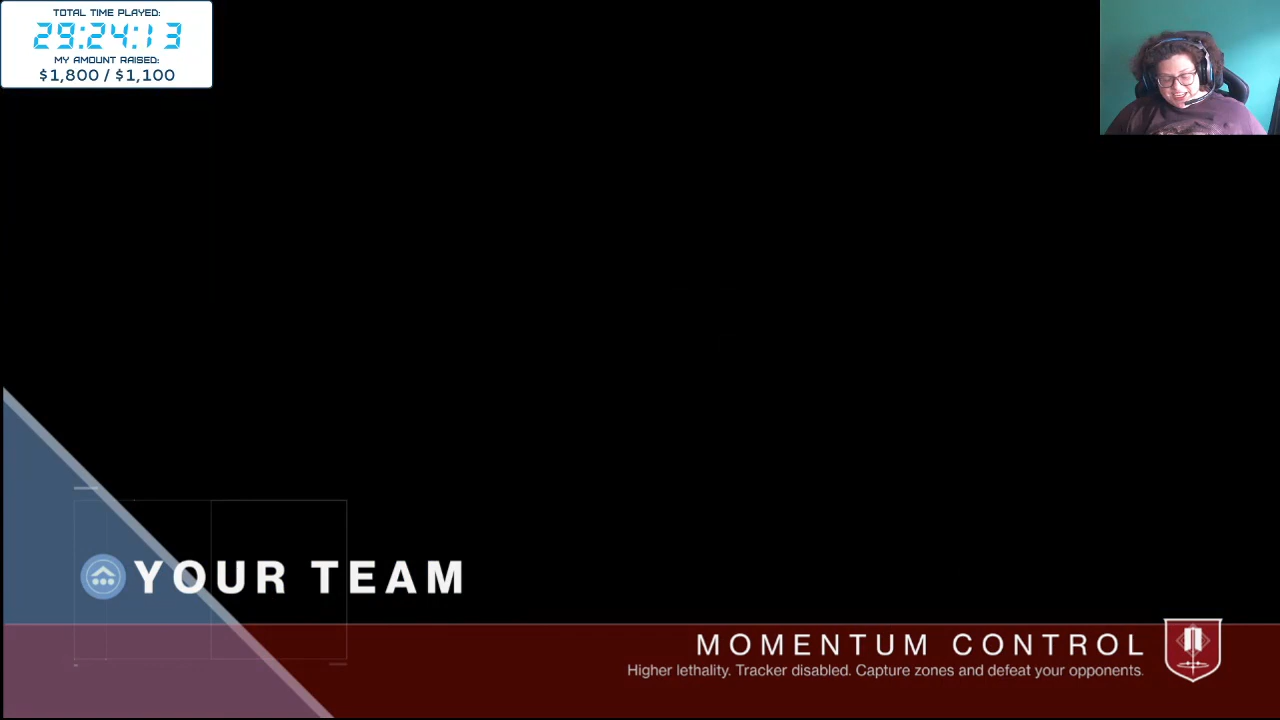 TOTAL TIME PLAYED:
29:24:13
MY AMOUNT RAISED:
$1,800 / $1,100
YOUR TEAM
MOMENTUM CONTROL
Higher lethality. Tracker disabled. Capture zones and defeat your opponents.